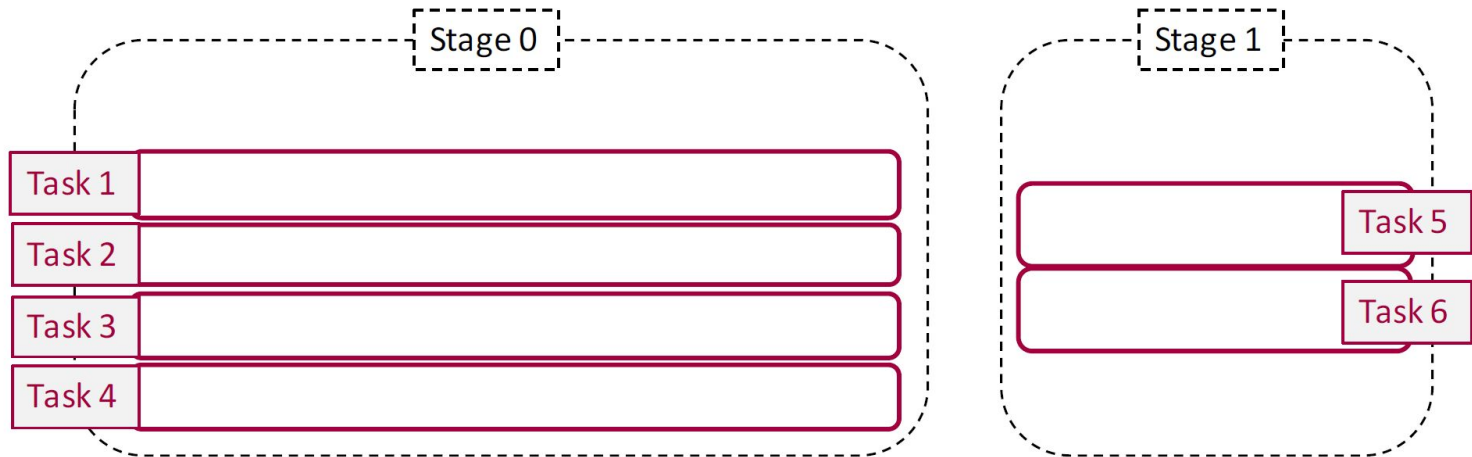 Stage 0
Stage 1
Task 1
Task 2
Task 3
Task 4
Task 5
Task 6